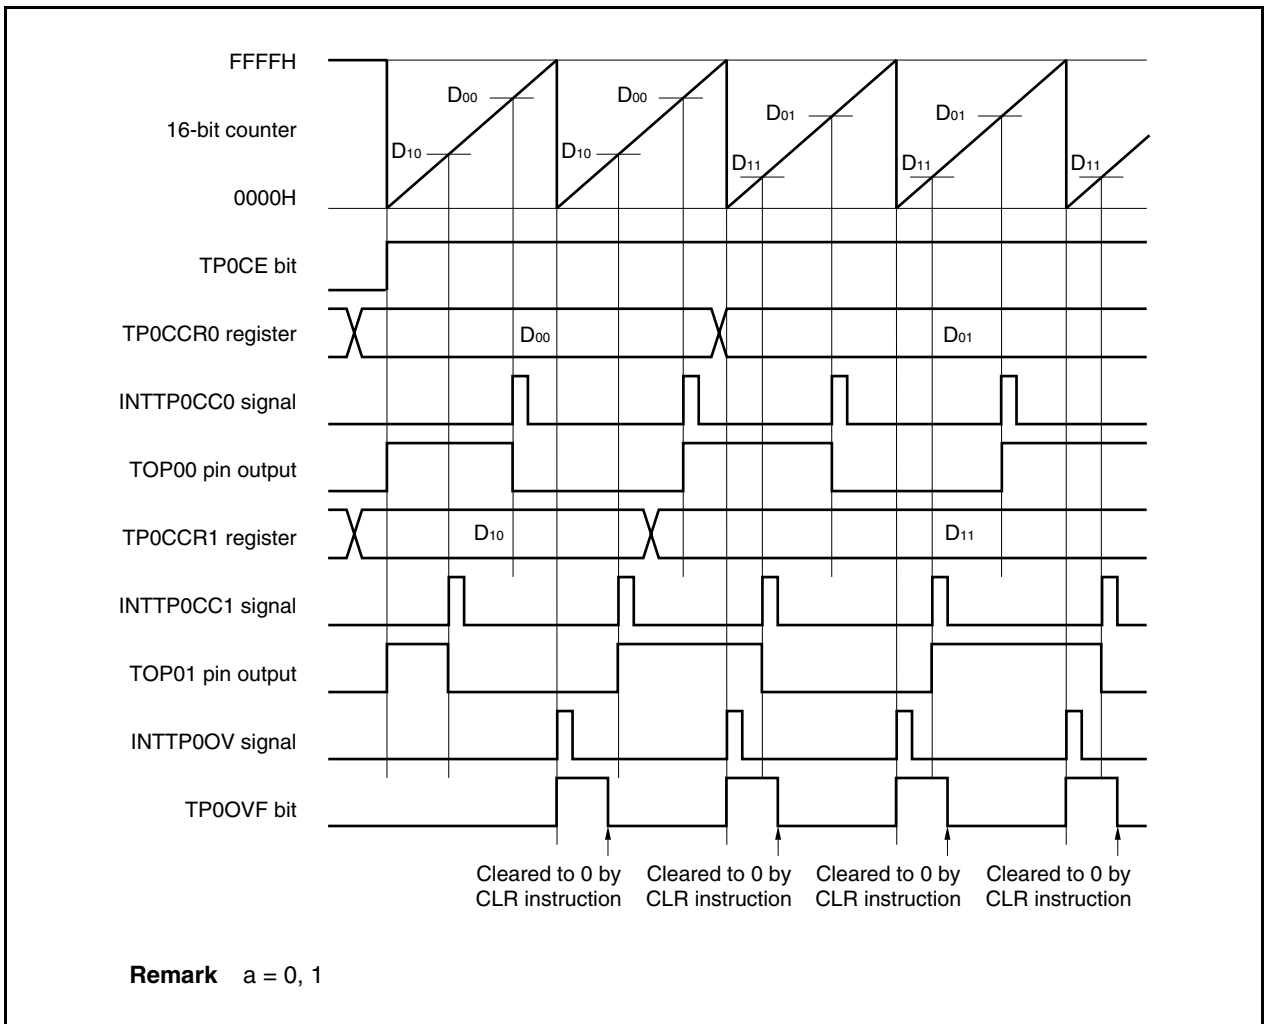 FFFFH
D00
D00
D01
D01
16-bit counter
D10
D10
D11
D11
D11
0000H
TP0CE bit
TP0CCR0 register
D00
D01
INTTP0CC0 signal
TOP00 pin output
TP0CCR1 register
D10
D11
INTTP0CC1 signal
TOP01 pin output
INTTP0OV signal
TP0OVF bit
Cleared to 0 by
CLR instruction
Cleared to 0 by
CLR instruction
Cleared to 0 by
CLR instruction
Cleared to 0 by
CLR instruction
Remark a = 0, 1